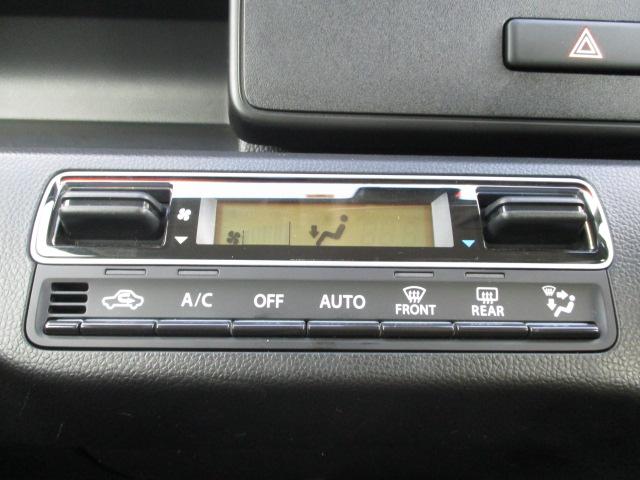 A/C OFF AUTO FRONT REAR